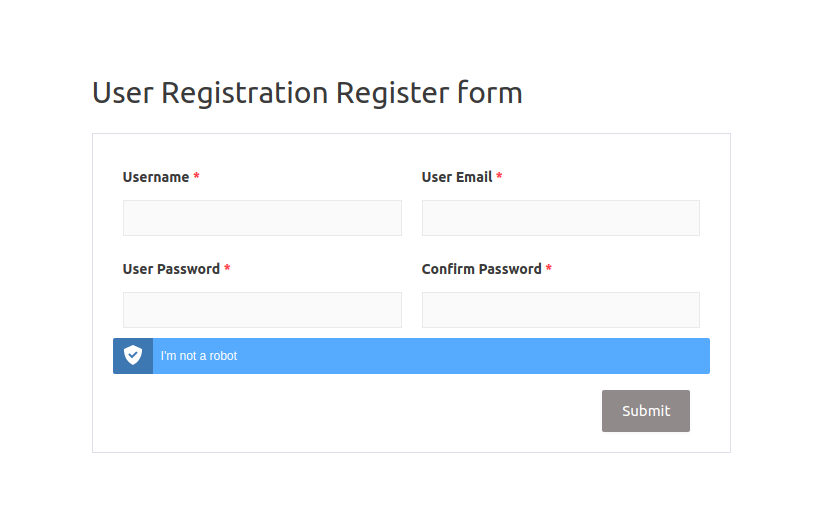 User Registration Register form
Username *
User Email *
User Password *
Confirm Password *
I'm not a robot
Submit